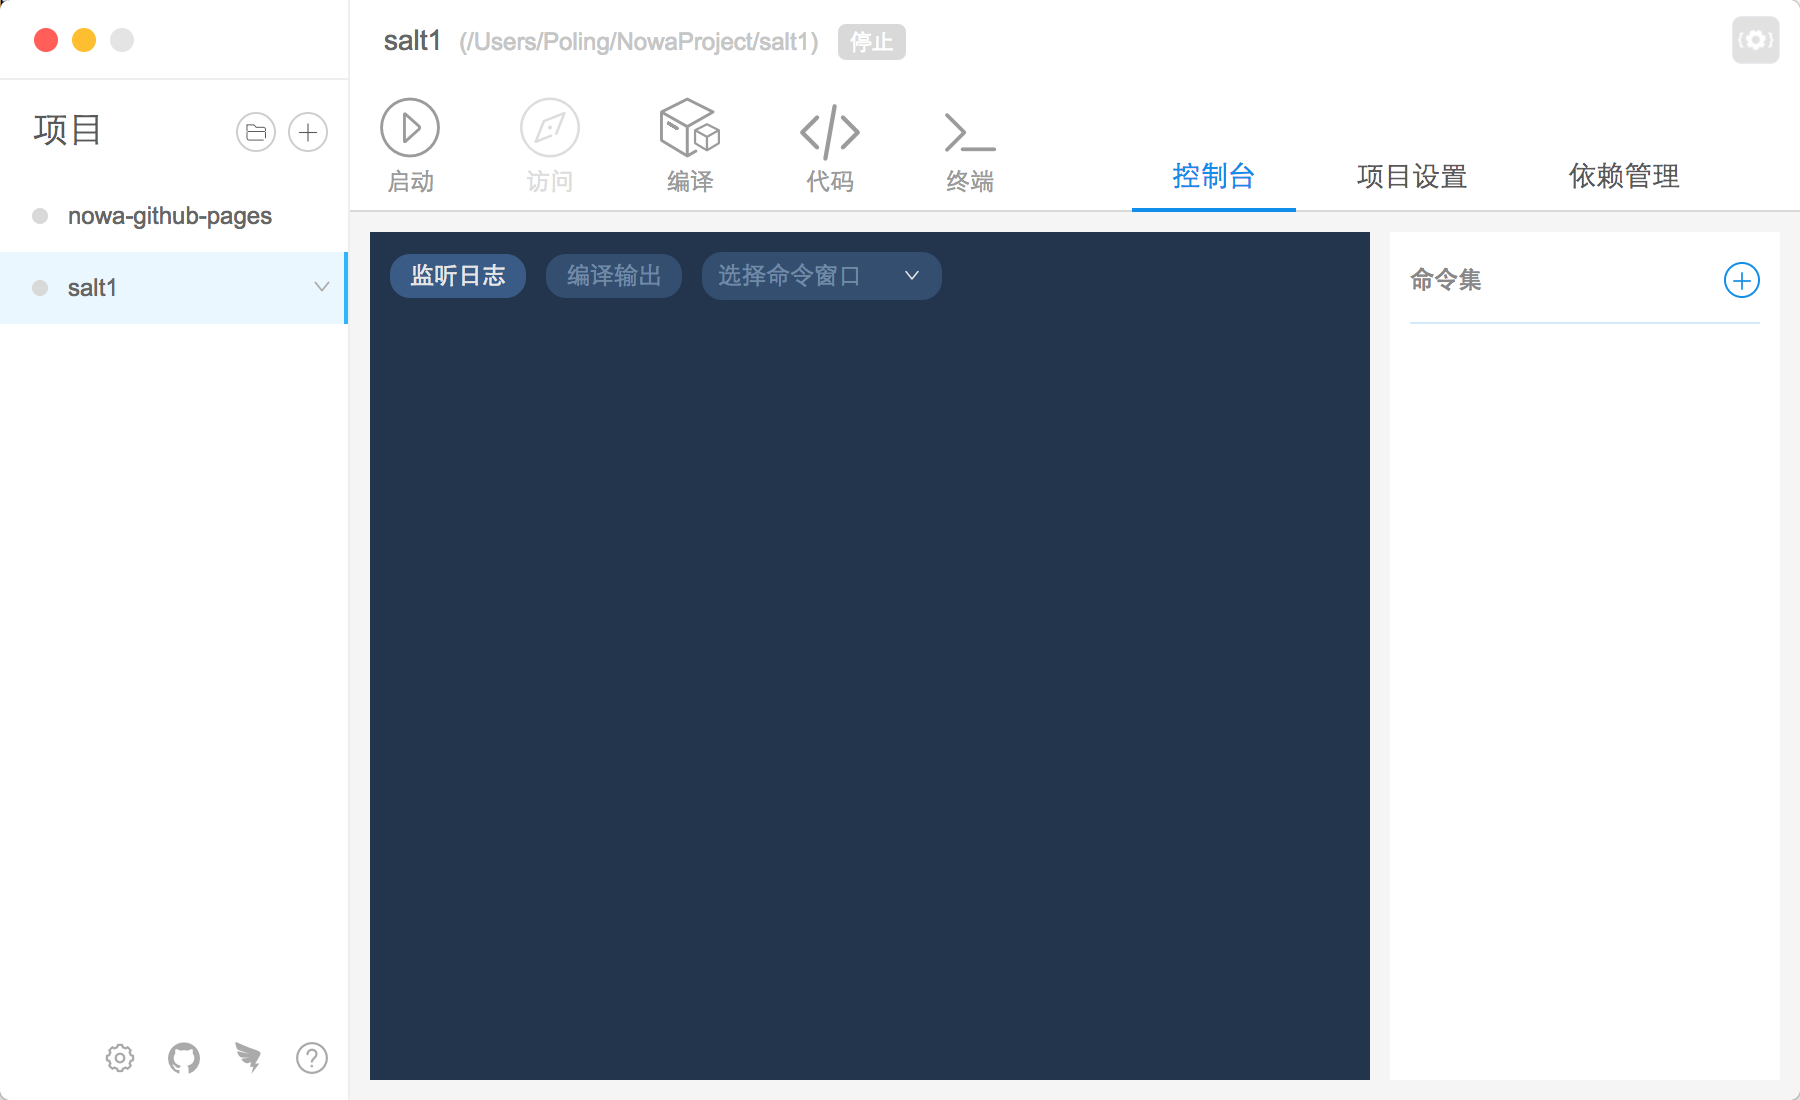 salt1 (/Users/Poling/NowaProject/salt1) 停止
项目
nowa-github-pages
salt1
启动 访问 编译 代码 终端
控制台 项目设置 依赖管理
监听日志 编译输出 选择命令窗口
命令集